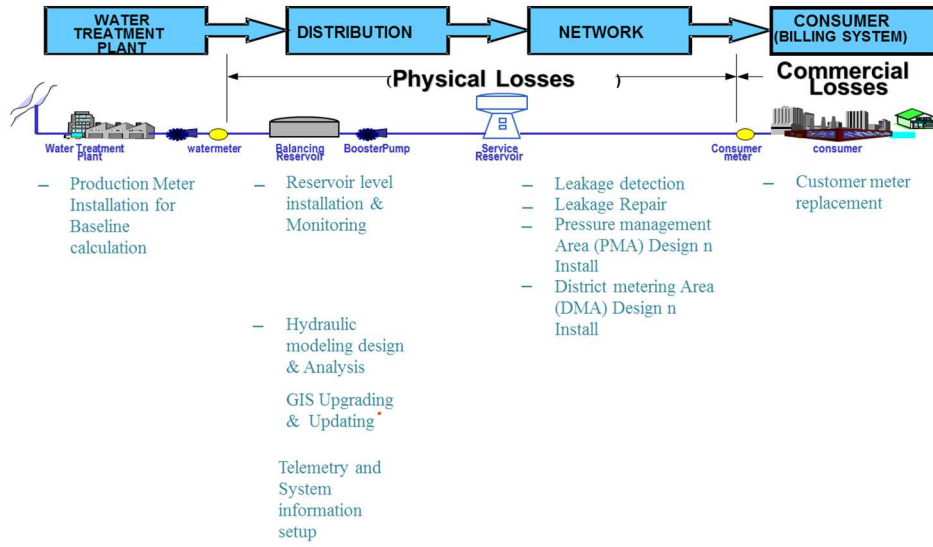 WATER
TREATMENT
PLANT
DISTRIBUTION
NETWORK
CONSUMER
(BILLING SYSTEM)
(Physical Losses )
Commercial
Losses
Water Treatment
Plant
watermeter
Balancing
Reservoir
BoosterPump
Service
Reservoir
Consumer
meter
consumer
– Production Meter
Installation for
Baseline
calculation
– Reservoir level
installation &
Monitoring
– Hydraulic
modeling design
& Analysis
GIS Upgrading
& Updating*
Telemetry and
System
information
setup
– Leakage detection
– Leakage Repair
– Pressure management
Area (PMA) Design n
Install
– District metering Area
(DMA) Design n
Install
– Customer meter
replacement